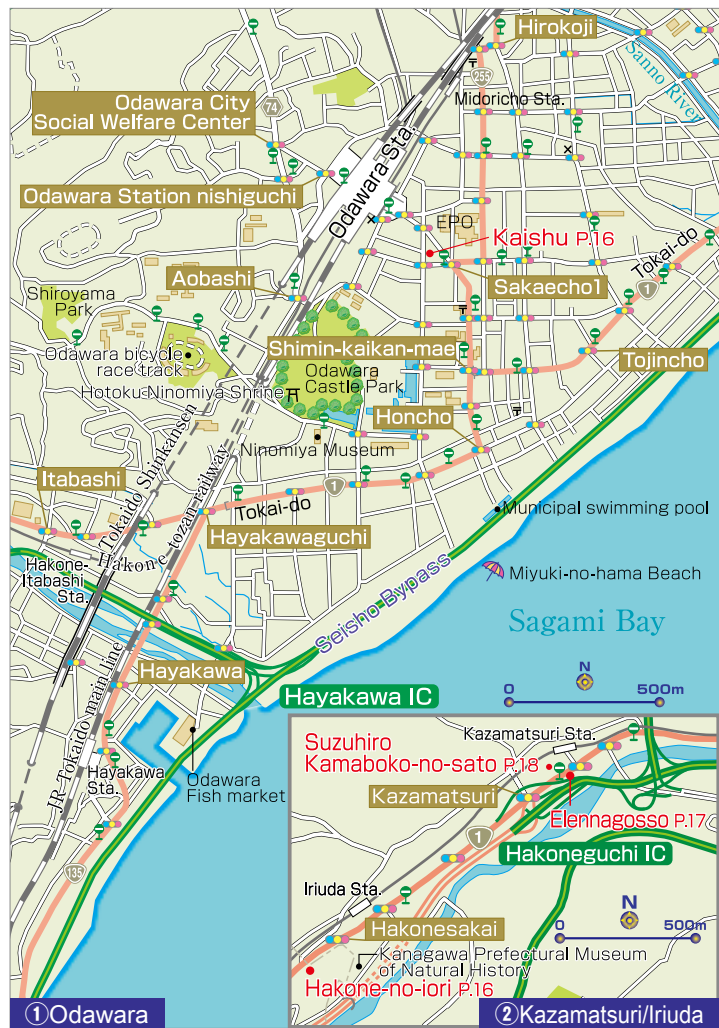 Hirokoji
255
Sanno River
Midoricho Sta.
Odawara City
Social Welfare Center
74
Odawara Station nishiguchi
Odawara Sta.
EPO
Kaishu P.16
Tokai-do
1
Aobashi
Sakaecho1
Shiroyama
Park
Shimin-kaikan-mae
Tojincho
Odawara bicycle
race track
Odawara
Castle Park
Hotoku Ninomiya Shrine
Honcho
Ninomiya Museum
Itabashi
Tokaido Shinkansen
Hakone tozan railway
1
Tokai-do
Municipal swimming pool
Hayakawaguchi
Hakone-
Itabashi
Sta.
Seisho Bypass
Miyuki-no-hama Beach
Sagami Bay
Hayakawa
N
0 500m
Hayakawa IC
JR Tokaido main line
Hayakawa
Sta.
Odawara
Fish market
135
Kazamatsuri Sta.
Suzuhiro
Kamaboko-no-sato P.18
Kazamatsuri
Elennagosso P.17
1
Hakoneguchi IC
Iriuda Sta.
N
0 500m
Hakonesakai
Kanagawa Prefectural Museum
of Natural History
Hakone-no-iori P.16
①Odawara
②Kazamatsuri/Iriuda